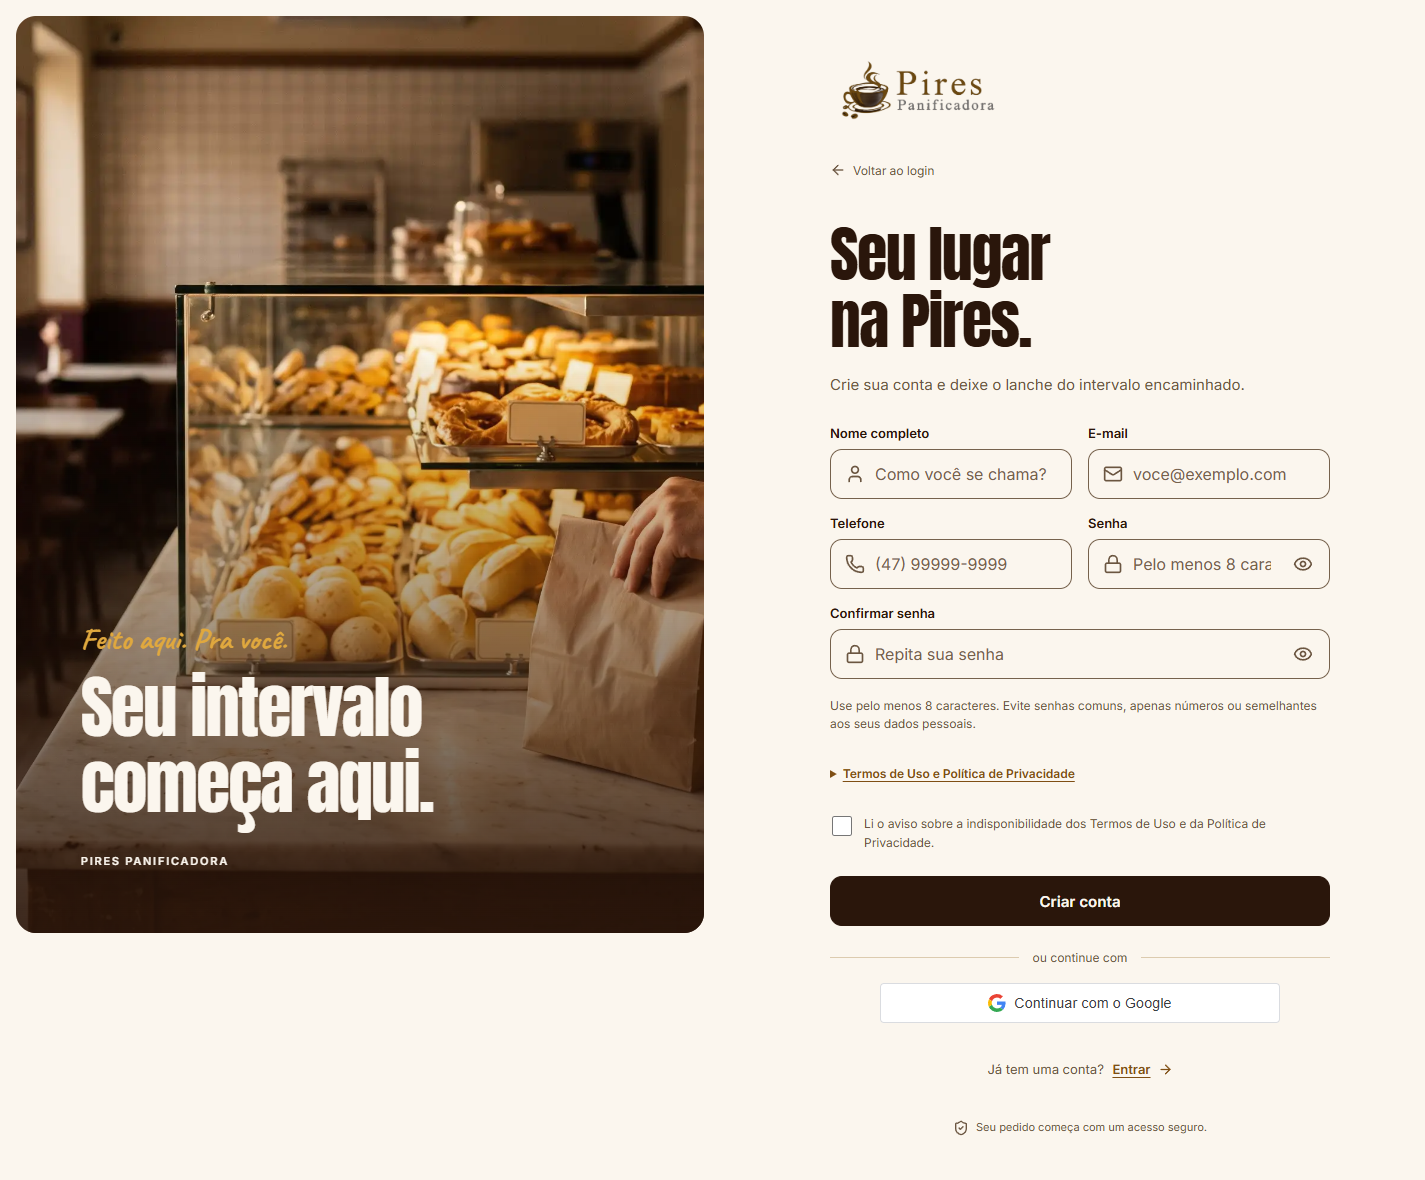 Feito aqui. Pra você.
Seu intervalo
começa aqui.
PIRES PANIFICADORA
Pires
Panificadora
Voltar ao login
Seu lugar
na Pires.
Crie sua conta e deixe o lanche do intervalo encaminhado.
Nome completo
Como você se chama?
E-mail
voce@exemplo.com
Telefone
(47) 99999-9999
Senha
Pelo menos 8 cara
Confirmar senha
Repita sua senha
Use pelo menos 8 caracteres. Evite senhas comuns, apenas números ou semelhantes
aos seus dados pessoais.
Termos de Uso e Política de Privacidade
Li o aviso sobre a indisponibilidade dos Termos de Uso e da Política de
Privacidade.
Criar conta
ou continue com
Continuar com o Google
Já tem uma conta? Entrar
Seu pedido começa com um acesso seguro.